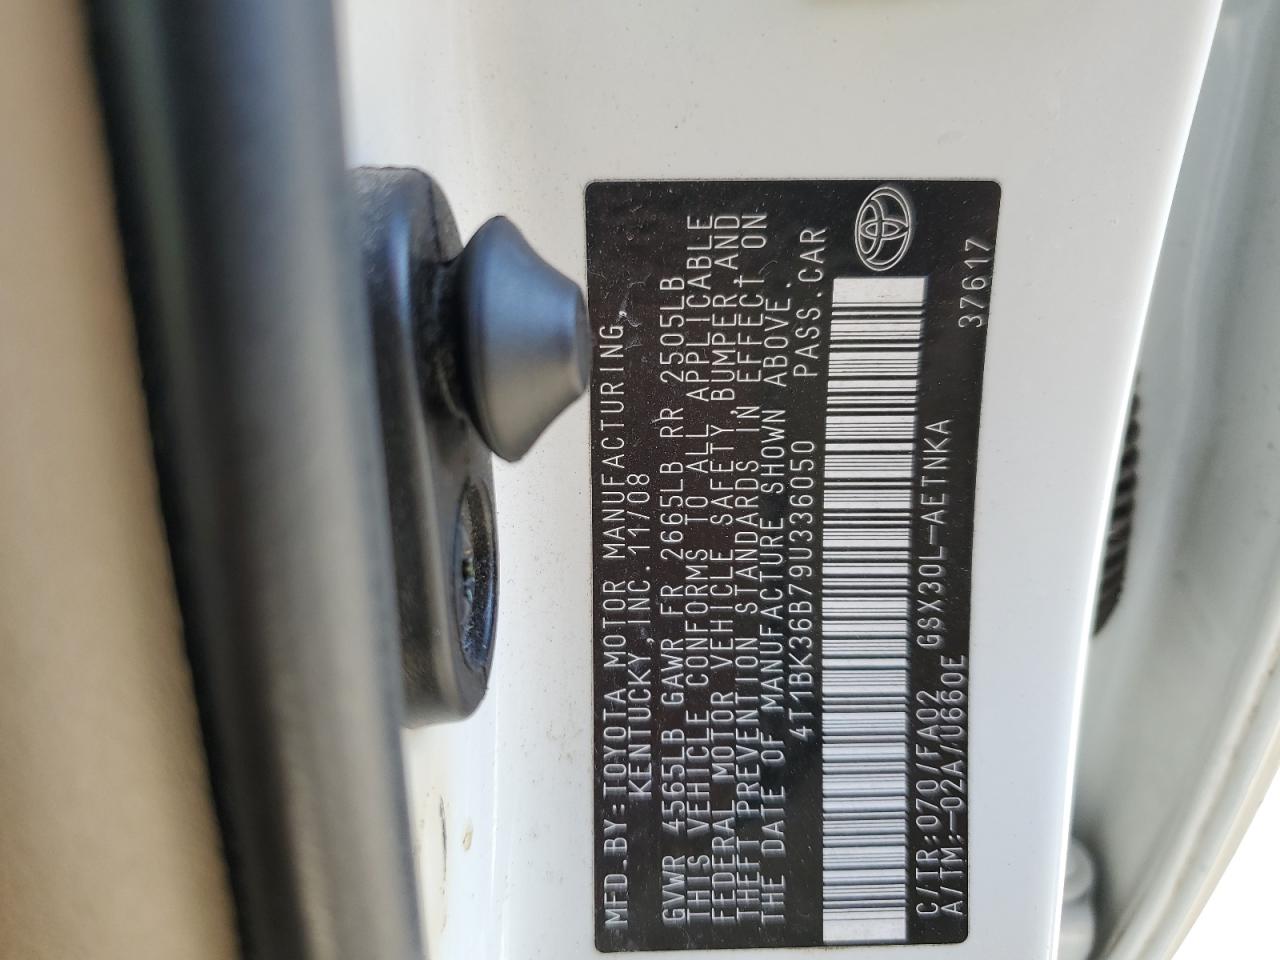 MFD.BY:TOYOTA MOTOR MANUFACTURING,
KENTUCKY,INC.11/08
GVWR 4565LB GAWR FR 2665LB RR 2505LB
THIS VEHICLE CONFORMS TO ALL APPLICABLE
FEDERAL MOTOR VEHICLE SAFETY,BUMPER,AND
THEFT PREVENTION STANDARDS IN EFFECT ON
THE DATE OF MANUFACTURE SHOWN ABOVE.
4T1BK36B79U336050 PASS.CAR
C/TR:070/FA02 GSX30L-AETNKA
A/TM:-02A/U660E 37617